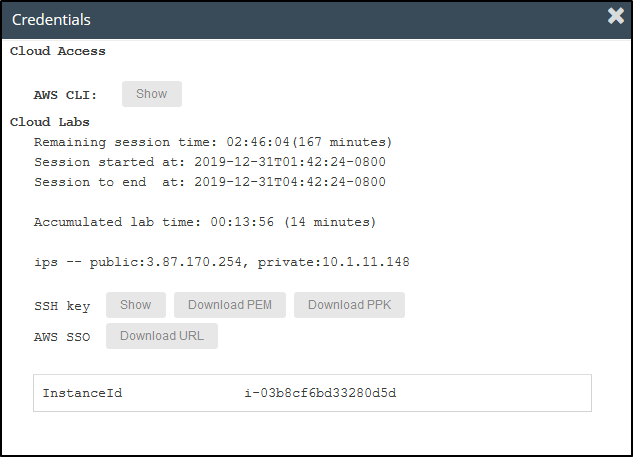 Credentials
Cloud Access
AWS CLI: Show
Cloud Labs
Remaining session time: 02:46:04(167 minutes)
Session started at: 2019-12-31T01:42:24-0800
Session to end  at: 2019-12-31T04:42:24-0800
Accumulated lab time: 00:13:56 (14 minutes)
ips -- public:3.87.170.254, private:10.1.11.148
SSH key Show Download PEM Download PPK
AWS SSO Download URL
InstanceId i-03b8cf6bd33280d5d